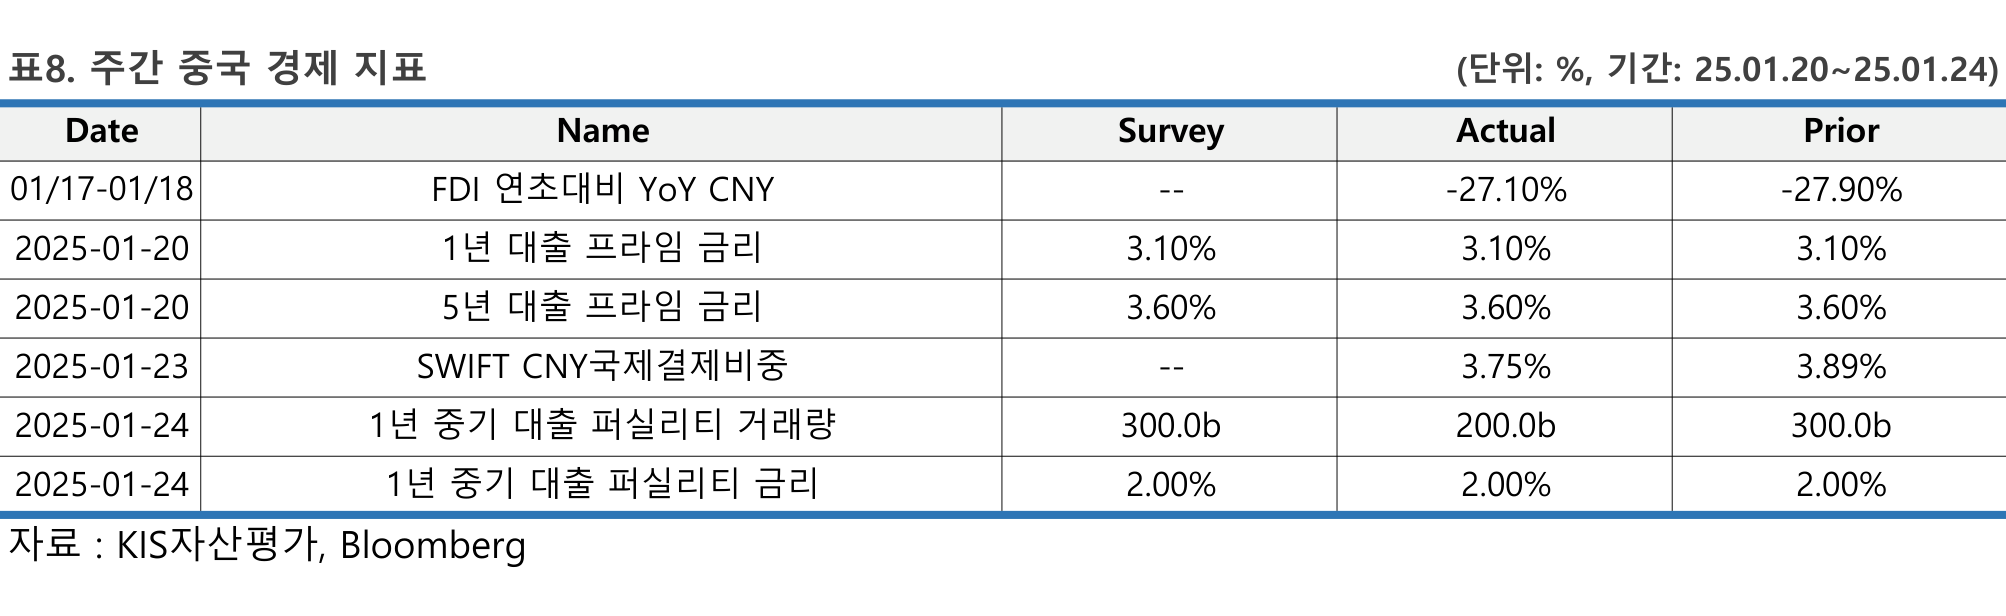 표8. 주간 중국 경제 지표 (단위: %, 기간: 25.01.20~25.01.24)
Date Name Survey Actual Prior
01/17-01/18 FDI 연초대비 YoY CNY -- -27.10% -27.90%
2025-01-20 1년 대출 프라임 금리 3.10% 3.10% 3.10%
2025-01-20 5년 대출 프라임 금리 3.60% 3.60% 3.60%
2025-01-23 SWIFT CNY국제결제비중 -- 3.75% 3.89%
2025-01-24 1년 중기 대출 퍼실리티 거래량 300.0b 200.0b 300.0b
2025-01-24 1년 중기 대출 퍼실리티 금리 2.00% 2.00% 2.00%
자료 : KIS자산평가, Bloomberg